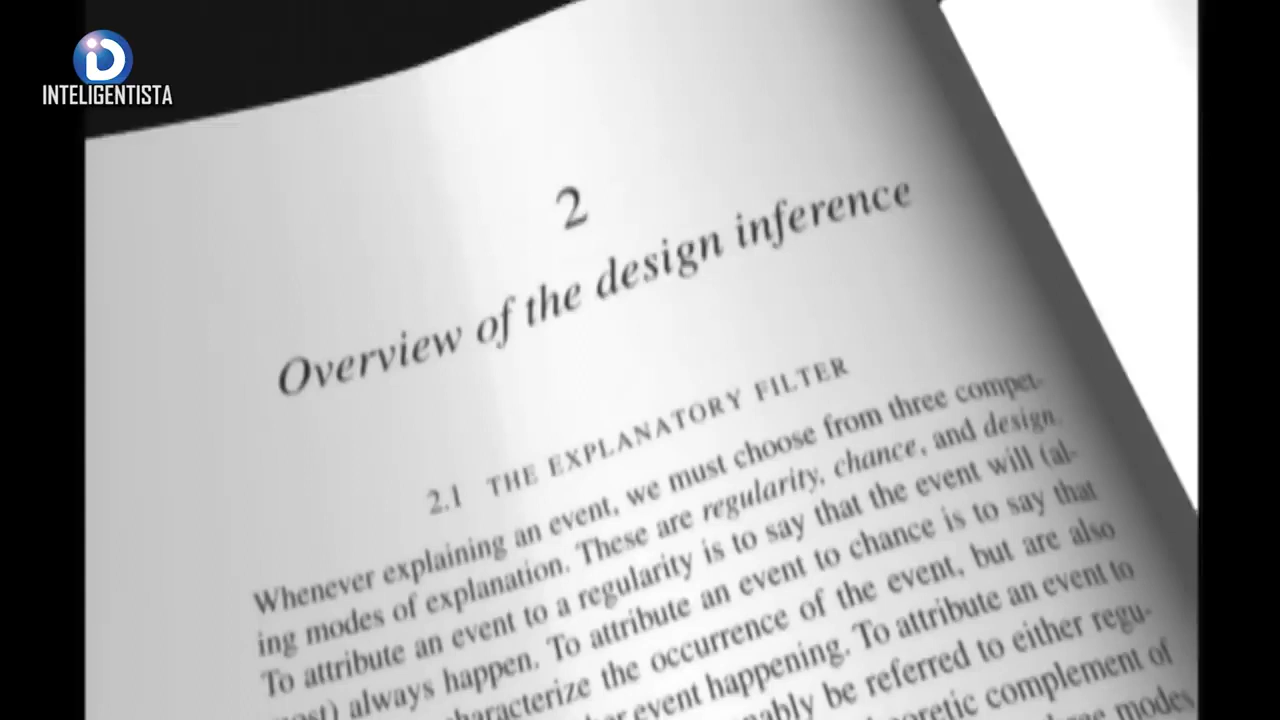 INTELIGENTISTA
2
Overview of the design inference
2.1 THE EXPLANATORY FILTER
Whenever explaining an event, we must choose from three compet-
ing modes of explanation. These are regularity, chance, and design.
To attribute an event to a regularity is to say that the event will (al-
most) always happen. To attribute an event to chance is to say that
characterize the occurrence of the event, but are also
event happening. To attribute an event to
be referred to either regu-
complement of
modes